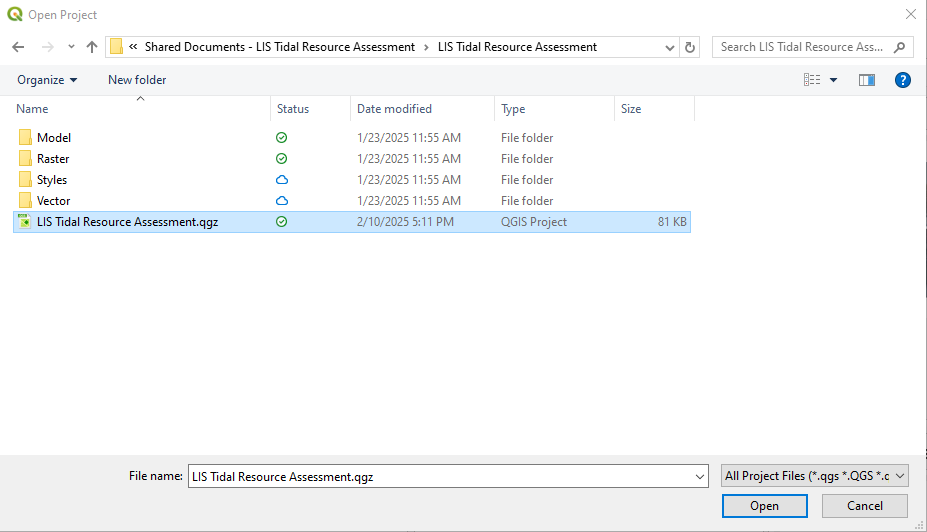 Open Project
« Shared Documents - LIS Tidal Resource Assessment › LIS Tidal Resource Assessment
Search LIS Tidal Resource Ass...
Organize New folder
?
Name Status Date modified Type Size
Model 1/23/2025 11:55 AM File folder
Raster 1/23/2025 11:55 AM File folder
Styles 1/23/2025 11:55 AM File folder
Vector 1/23/2025 11:55 AM File folder
LIS Tidal Resource Assessment.qgz 2/10/2025 5:11 PM QGIS Project 81 KB
File name: LIS Tidal Resource Assessment.qgz All Project Files (*.qgs *.QGS *.q
Open Cancel